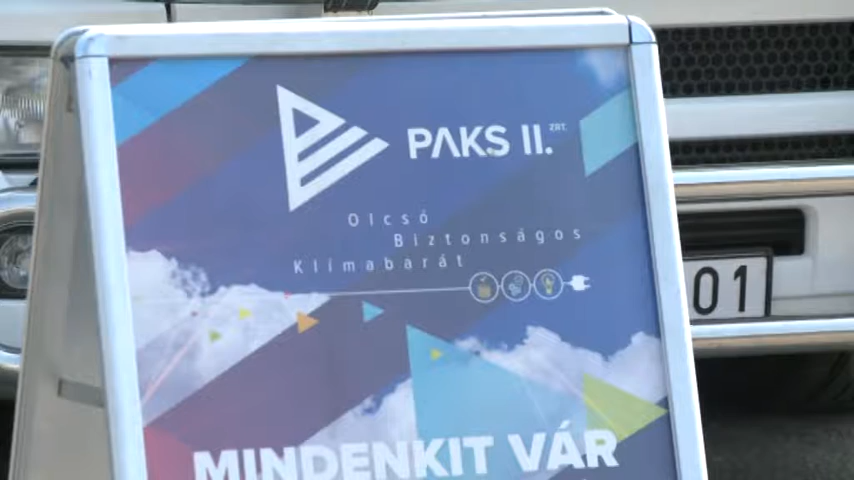 PAKS II. ZRT.
Olcsó
Biztonságos
Klímabarát
MINDENKIT VÁR
01